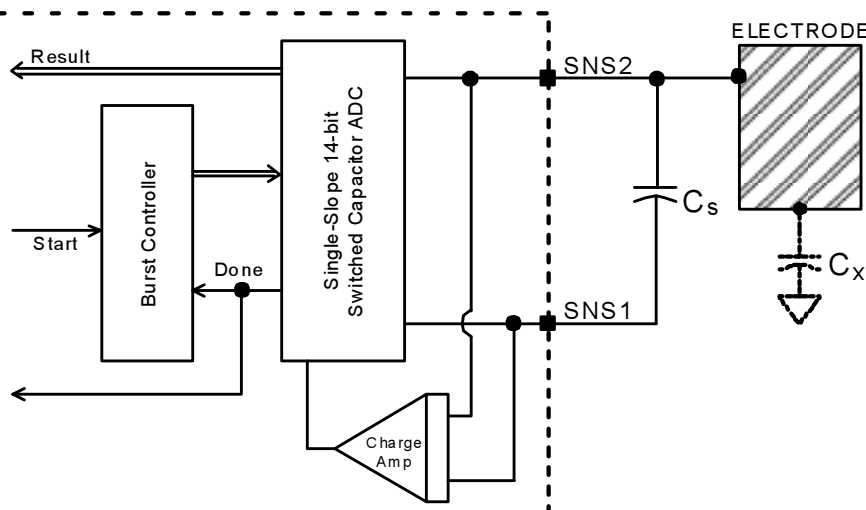 ELECTRODE
Result
SNS2
Single-Slope 14-bit
Switched Capacitor ADC
Burst Controller
Start
Done
Cs
Cx
SNS1
Charge
Amp